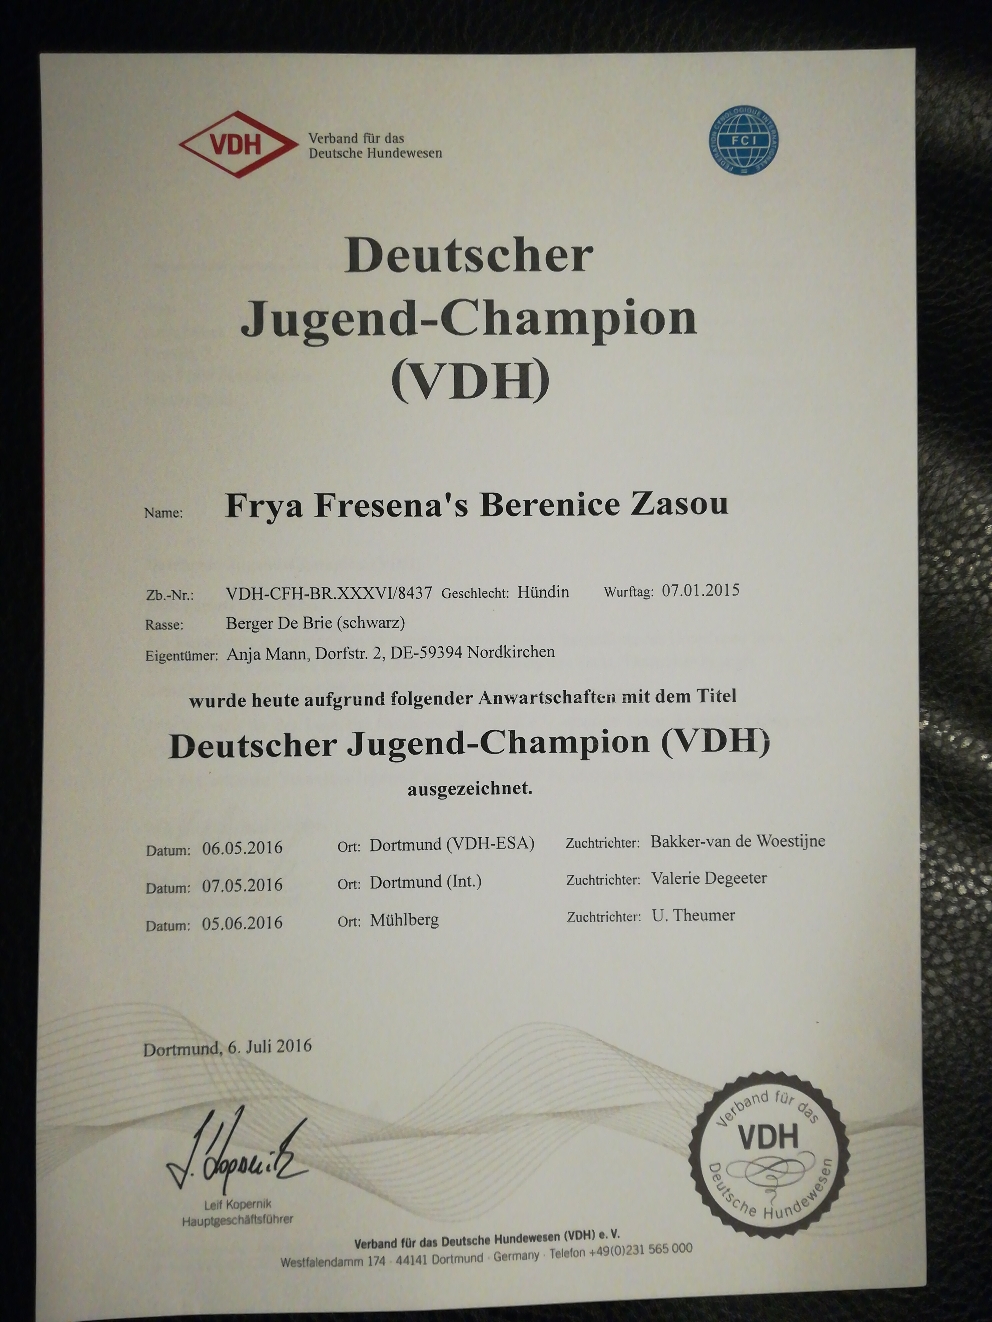 VDH
Verband für das
Deutsche Hundewesen
FEDERATION CYNOLOGIQUE INTERNATIONALE
FCI
Deutscher
Jugend-Champion
(VDH)
Name: Frya Fresena's Berenice Zasou
Zb.-Nr.: VDH-CFH-BR.XXXVI/8437 Geschlecht: Hündin Wurftag: 07.01.2015
Rasse: Berger De Brie (schwarz)
Eigentümer: Anja Mann, Dorfstr. 2, DE-59394 Nordkirchen
wurde heute aufgrund folgender Anwartschaften mit dem Titel
Deutscher Jugend-Champion (VDH)
ausgezeichnet.
Datum: 06.05.2016 Ort: Dortmund (VDH-ESA) Zuchtrichter: Bakker-van de Woestijne
Datum: 07.05.2016 Ort: Dortmund (Int.) Zuchtrichter: Valerie Degeeter
Datum: 05.06.2016 Ort: Mühlberg Zuchtrichter: U. Theumer
Dortmund, 6. Juli 2016
L. Kopernik
Leif Kopernik
Hauptgeschäftsführer
Verband für das
VDH
Deutsche Hundewesen
Verband für das Deutsche Hundewesen (VDH) e. V.
Westfalendamm 174 · 44141 Dortmund · Germany · Telefon +49(0)231 565 000